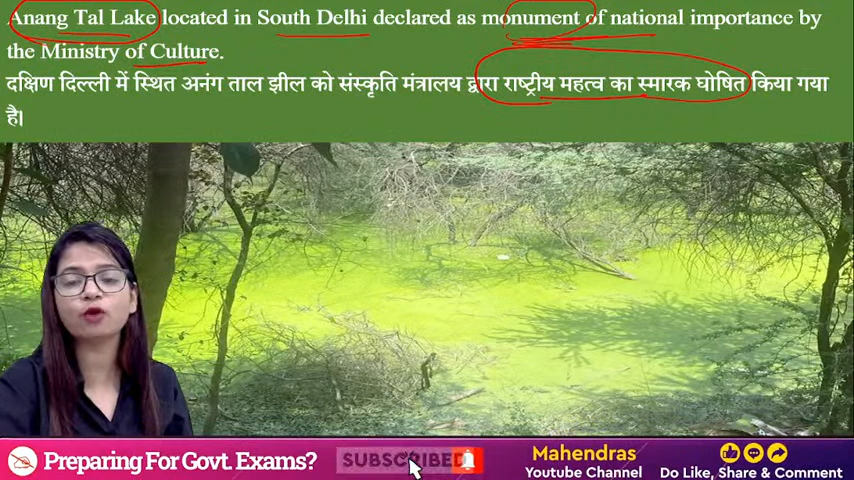 Anang Tal Lake located in South Delhi declared as monument of national importance by
the Ministry of Culture.
दक्षिण दिल्ली में स्थित अनंग ताल झील को संस्कृति मंत्रालय द्वारा राष्ट्रीय महत्व का स्मारक घोषित किया गया
है।
Preparing For Govt. Exams?
SUBSCRIBED
Mahendras
YouTube Channel
Do Like, Share & Comment